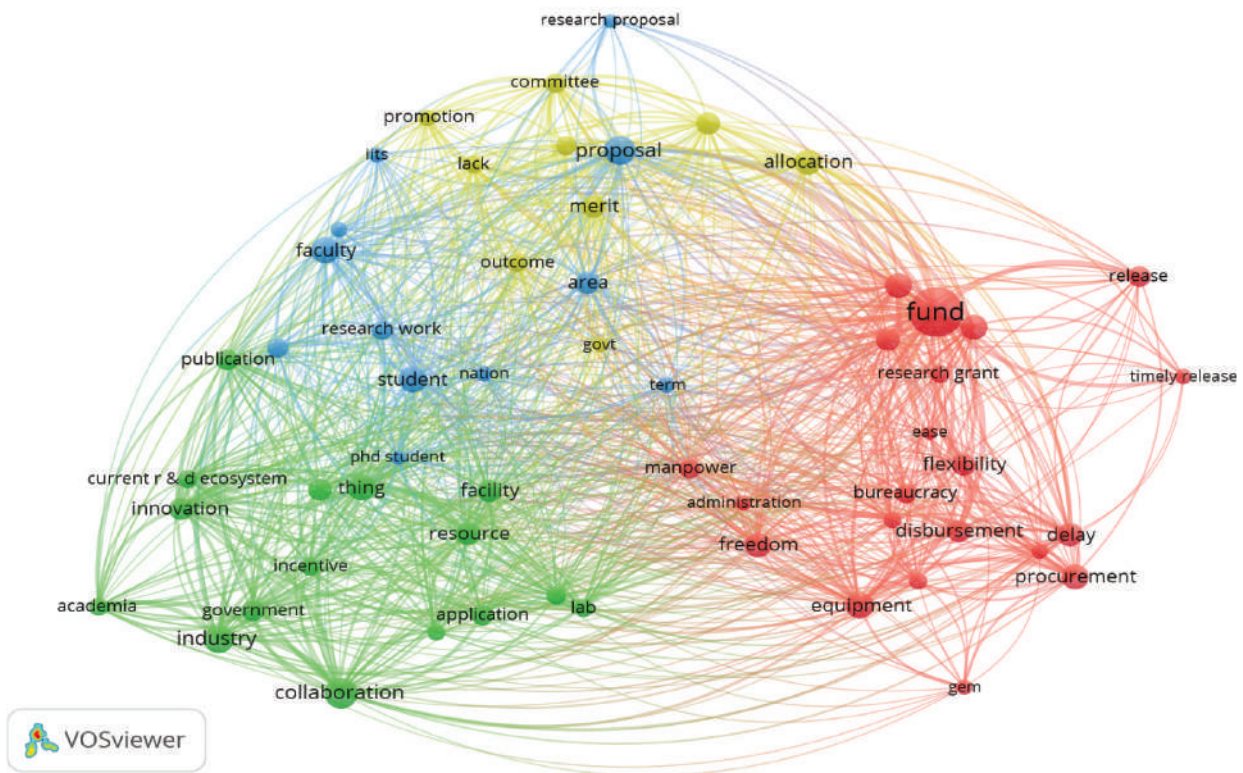 research proposal
committee
promotion
proposal
allocation
lits
lack
merit
faculty
outcome
area
release
fund
research work
publication
govt
student
nation
term
research grant
timely release
ease
phd student
manpower
flexibility
current r & d ecosystem
thing
facility
administration
bureaucracy
innovation
resource
freedom
disbursement
delay
incentive
procurement
academia
government
application
lab
equipment
industry
collaboration
gem
VOSviewer